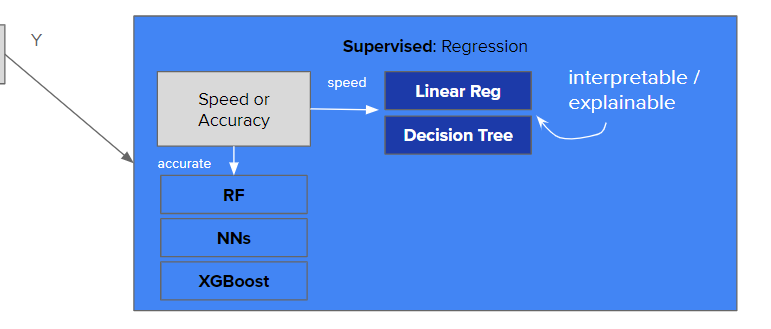 Y
Supervised: Regression
Speed or
Accuracy
speed
Linear Reg
Decision Tree
interpretable /
explainable
accurate
RF
NNs
XGBoost